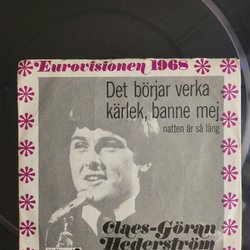 Eurovisionen 1968
Det börjar verka
kärlek, banne mej
natten är så lång
Claes-Göran
Hederström